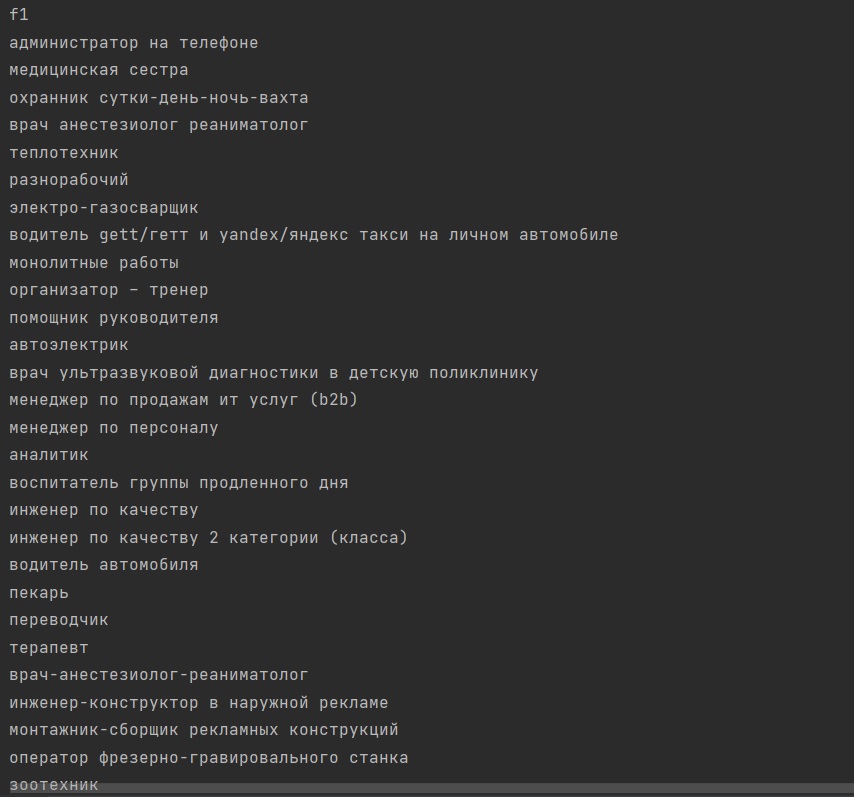 f1
администратор на телефоне
медицинская сестра
охранник сутки-день-ночь-вахта
врач анестезиолог реаниматолог
теплотехник
разнорабочий
электро-газосварщик
водитель gett/гетт и yandex/яндекс такси на личном автомобиле
монолитные работы
организатор – тренер
помощник руководителя
автоэлектрик
врач ультразвуковой диагностики в детскую поликлинику
менеджер по продажам ит услуг (b2b)
менеджер по персоналу
аналитик
воспитатель группы продленного дня
инженер по качеству
инженер по качеству 2 категории (класса)
водитель автомобиля
пекарь
переводчик
терапевт
врач-анестезиолог-реаниматолог
инженер-конструктор в наружной рекламе
монтажник-сборщик рекламных конструкций
оператор фрезерно-гравировального станка
зоотехник